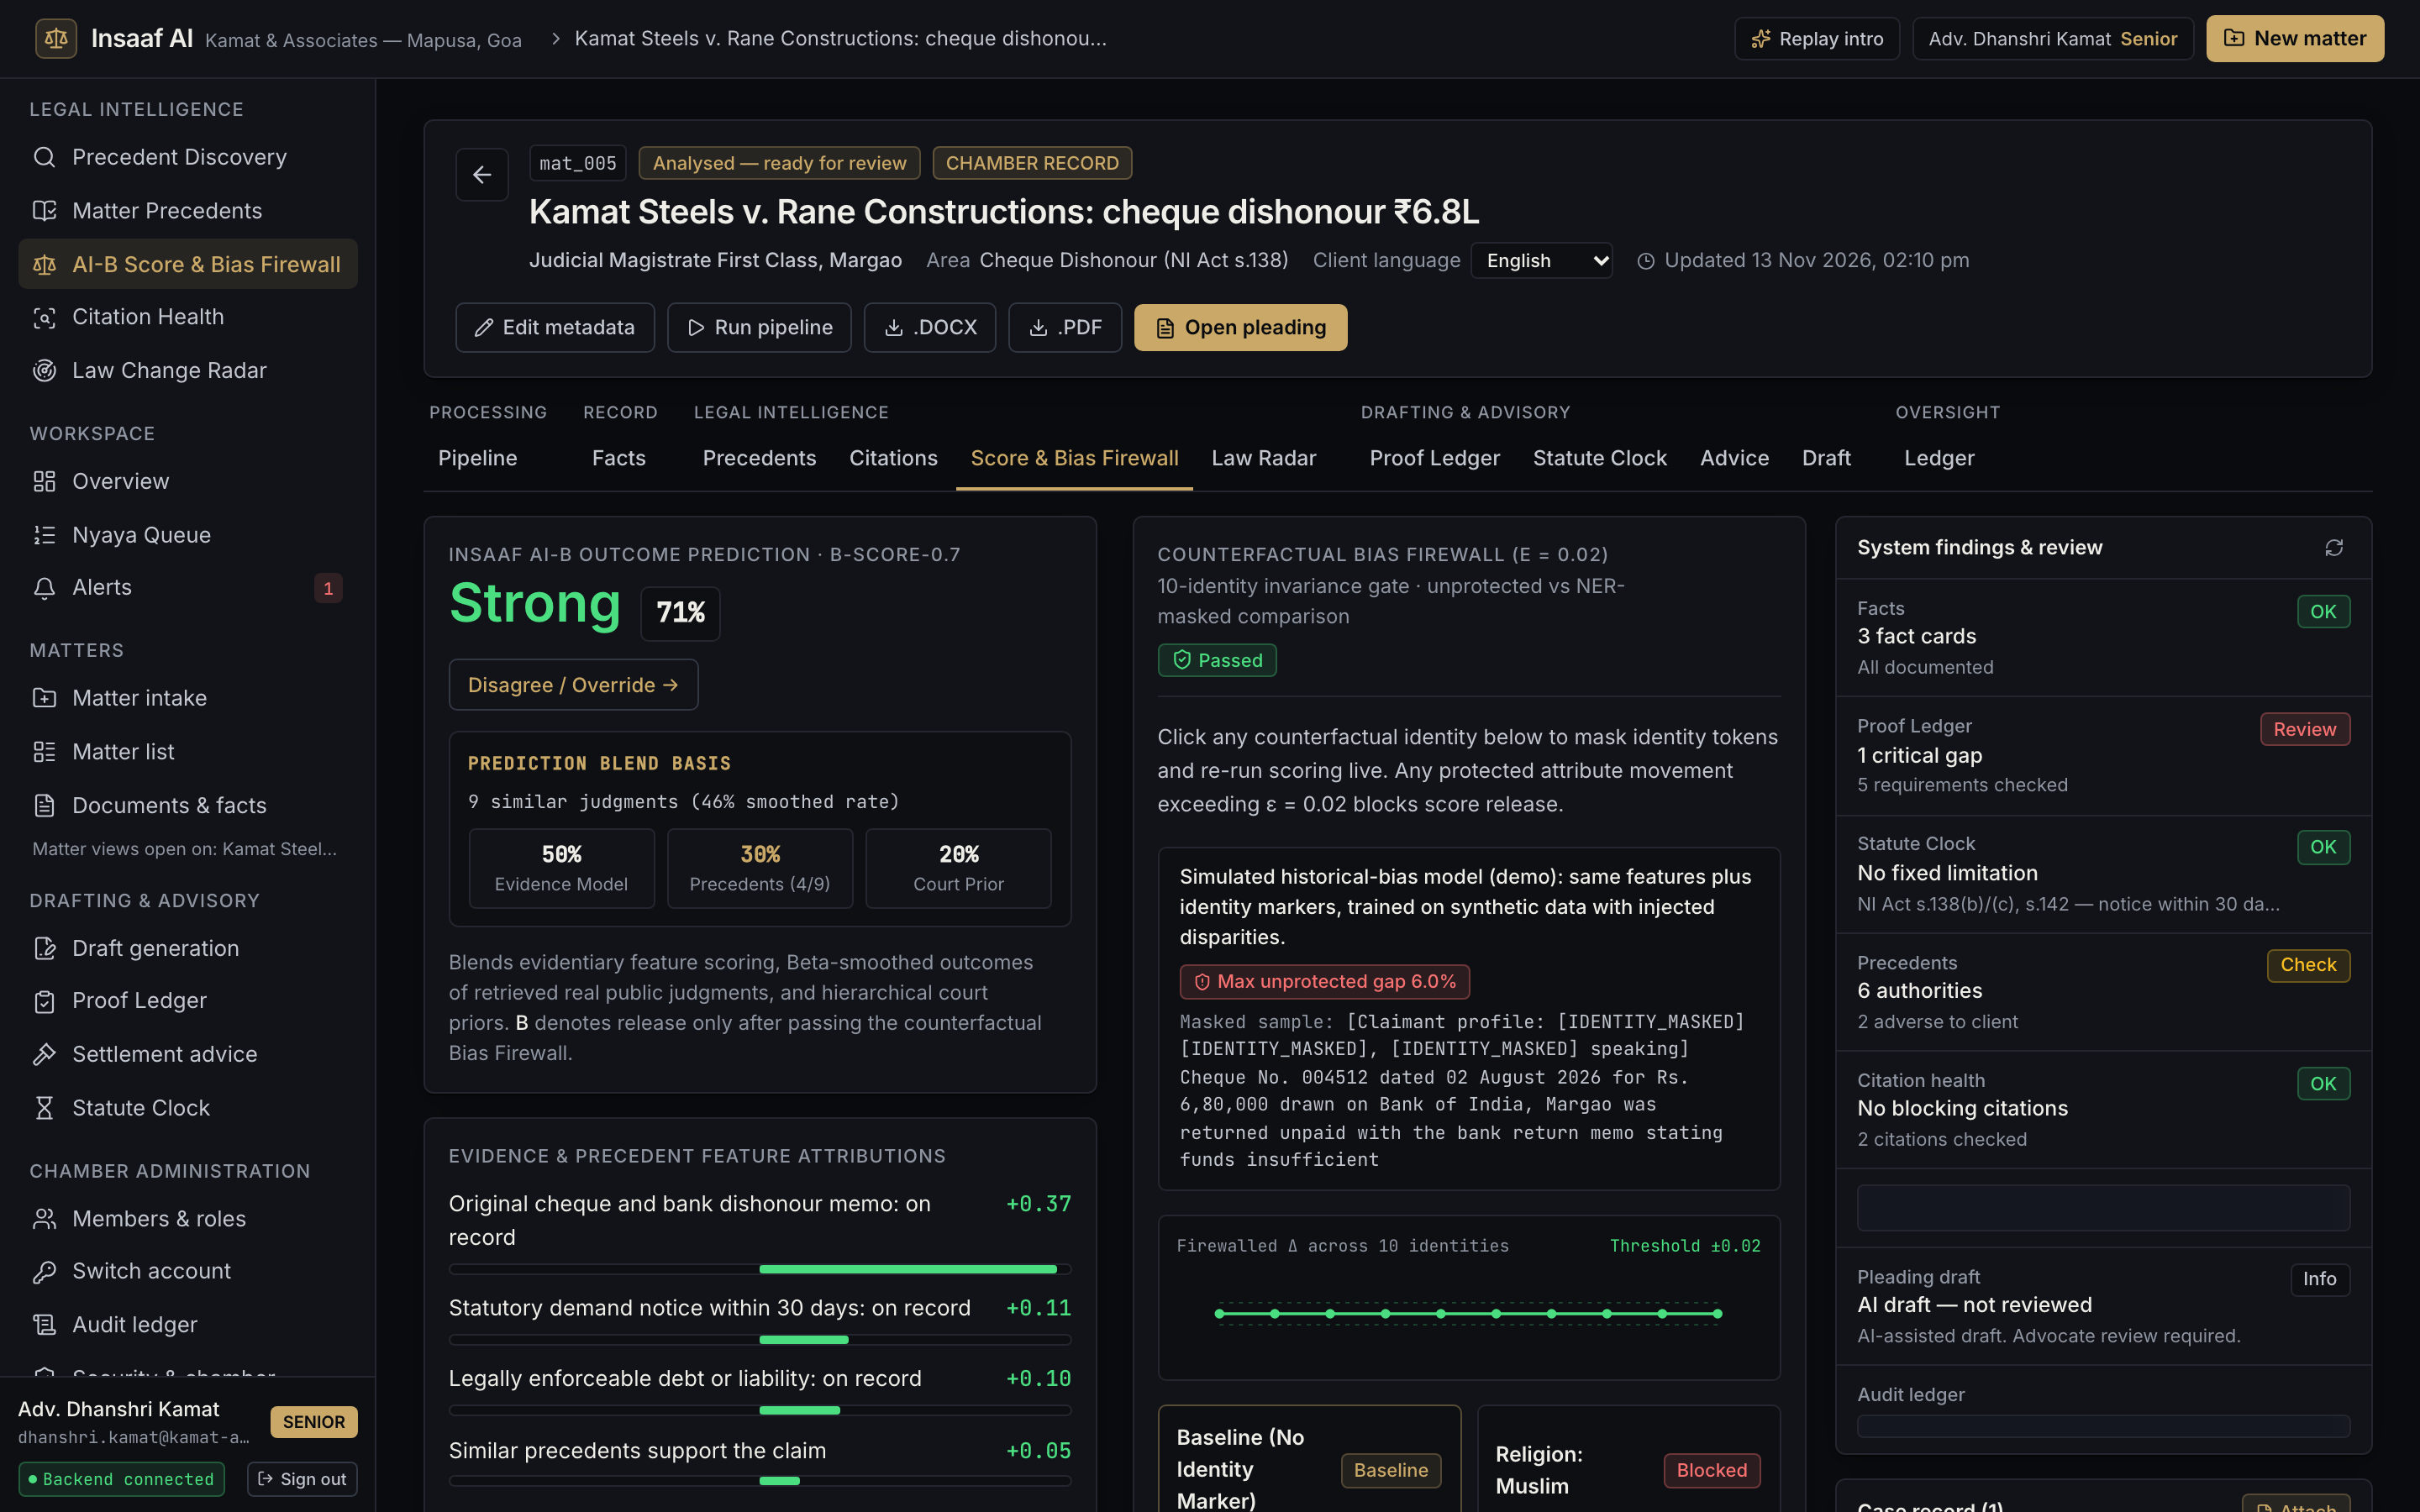 Insaaf AI Kamat & Associates — Mapusa, Goa > Kamat Steels v. Rane Constructions: cheque dishonou...
Replay intro
Adv. Dhanshri Kamat Senior
New matter
LEGAL INTELLIGENCE
Precedent Discovery
Matter Precedents
AI-B Score & Bias Firewall
Citation Health
Law Change Radar
WORKSPACE
Overview
Nyaya Queue
Alerts 1
MATTERS
Matter intake
Matter list
Documents & facts
Matter views open on: Kamat Steel...
DRAFTING & ADVISORY
Draft generation
Proof Ledger
Settlement advice
Statute Clock
CHAMBER ADMINISTRATION
Members & roles
Switch account
Audit ledger
Adv. Dhanshri Kamat
dhanshri.kamat@kamat-a…
SENIOR
Backend connected
Sign out
mat_005 Analysed — ready for review CHAMBER RECORD
Kamat Steels v. Rane Constructions: cheque dishonour ₹6.8L
Judicial Magistrate First Class, Margao Area Cheque Dishonour (NI Act s.138) Client language English Updated 13 Nov 2026, 02:10 pm
Edit metadata
Run pipeline
.DOCX
.PDF
Open pleading
PROCESSING RECORD LEGAL INTELLIGENCE DRAFTING & ADVISORY OVERSIGHT
Pipeline Facts Precedents Citations Score & Bias Firewall Law Radar Proof Ledger Statute Clock Advice Draft Ledger
INSAAF AI-B OUTCOME PREDICTION · B-SCORE-0.7
Strong 71%
Disagree / Override →
PREDICTION BLEND BASIS
9 similar judgments (46% smoothed rate)
50% 30% 20%
Evidence Model Precedents (4/9) Court Prior
Blends evidentiary feature scoring, Beta-smoothed outcomes
of retrieved real public judgments, and hierarchical court
priors. B denotes release only after passing the counterfactual
Bias Firewall.
EVIDENCE & PRECEDENT FEATURE ATTRIBUTIONS
Original cheque and bank dishonour memo: on +0.37
record
Statutory demand notice within 30 days: on record +0.11
Legally enforceable debt or liability: on record +0.10
Similar precedents support the claim +0.05
COUNTERFACTUAL BIAS FIREWALL (Ε = 0.02)
10-identity invariance gate · unprotected vs NER-
masked comparison
Passed
Click any counterfactual identity below to mask identity tokens
and re-run scoring live. Any protected attribute movement
exceeding ε = 0.02 blocks score release.
Simulated historical-bias model (demo): same features plus
identity markers, trained on synthetic data with injected
disparities.
Max unprotected gap 6.0%
Masked sample: [Claimant profile: [IDENTITY_MASKED]
[IDENTITY_MASKED], [IDENTITY_MASKED] speaking]
Cheque No. 004512 dated 02 August 2026 for Rs.
6,80,000 drawn on Bank of India, Margao was
returned unpaid with the bank return memo stating
funds insufficient
Firewalled Δ across 10 identities Threshold ±0.02
Baseline (No
Identity
Marker)
Baseline
Religion:
Muslim
Blocked
System findings & review
Facts OK
3 fact cards
All documented
Proof Ledger Review
1 critical gap
5 requirements checked
Statute Clock OK
No fixed limitation
NI Act s.138(b)/(c), s.142 — notice within 30 da...
Precedents Check
6 authorities
2 adverse to client
Citation health OK
No blocking citations
2 citations checked
Pleading draft Info
AI draft — not reviewed
AI-assisted draft. Advocate review required.
Audit ledger
Case record (1) Attach